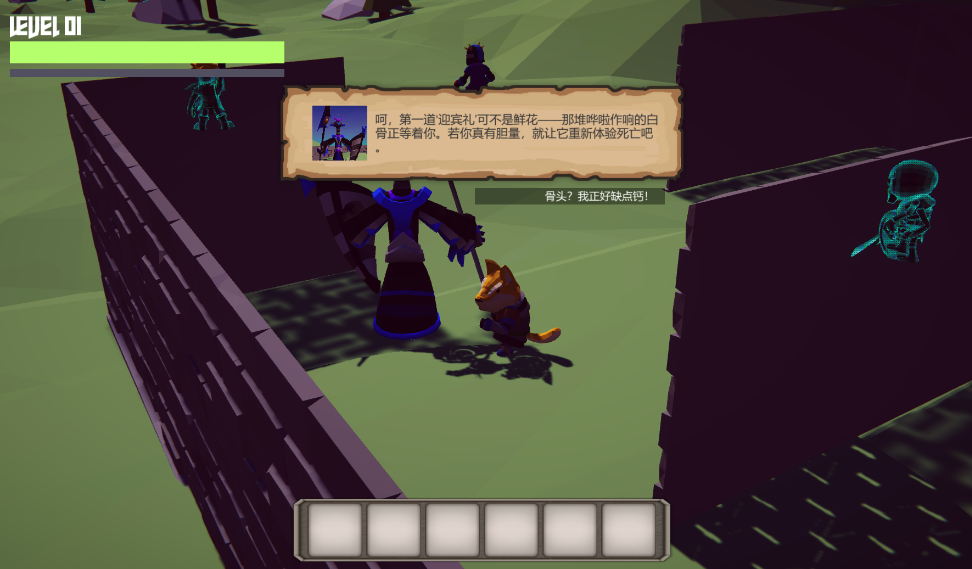 LEVEL 01
呵，第一道'迎宾礼'可不是鲜花——那堆哗啦作响的白
骨正等着你。若你真有胆量，就让它重新体验死亡吧
。
骨头？我正好缺点钙！